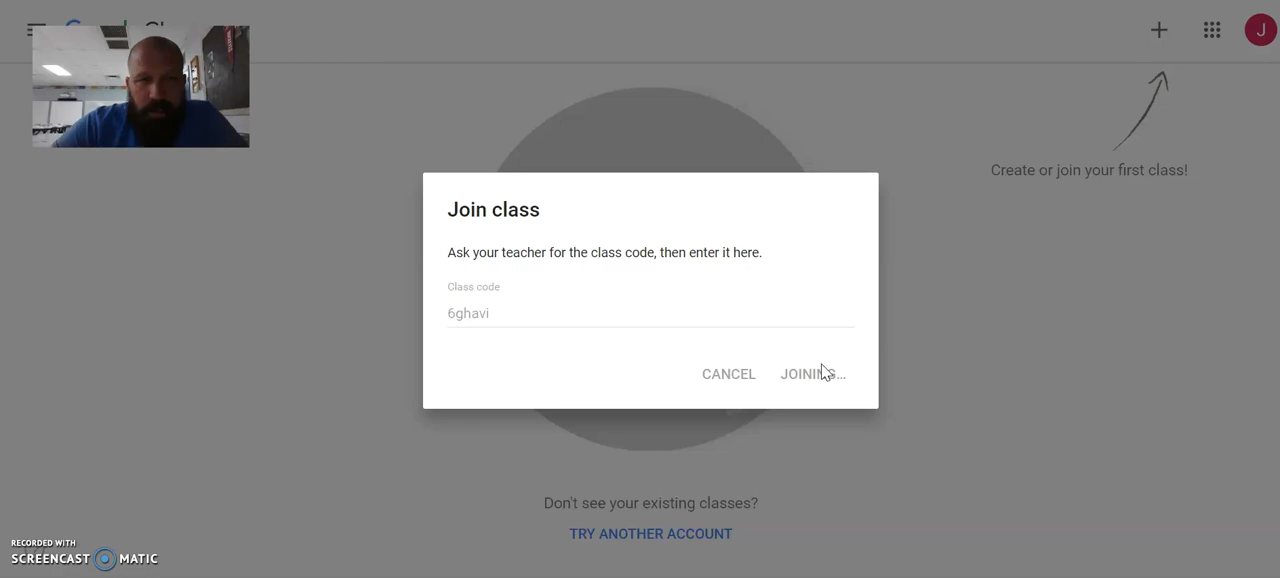 J
Create or join your first class!
Join class
Ask your teacher for the class code, then enter it here.
Class code
6ghavi
CANCEL JOINING...
Don't see your existing classes?
TRY ANOTHER ACCOUNT
RECORDED WITH
SCREENCAST MATIC